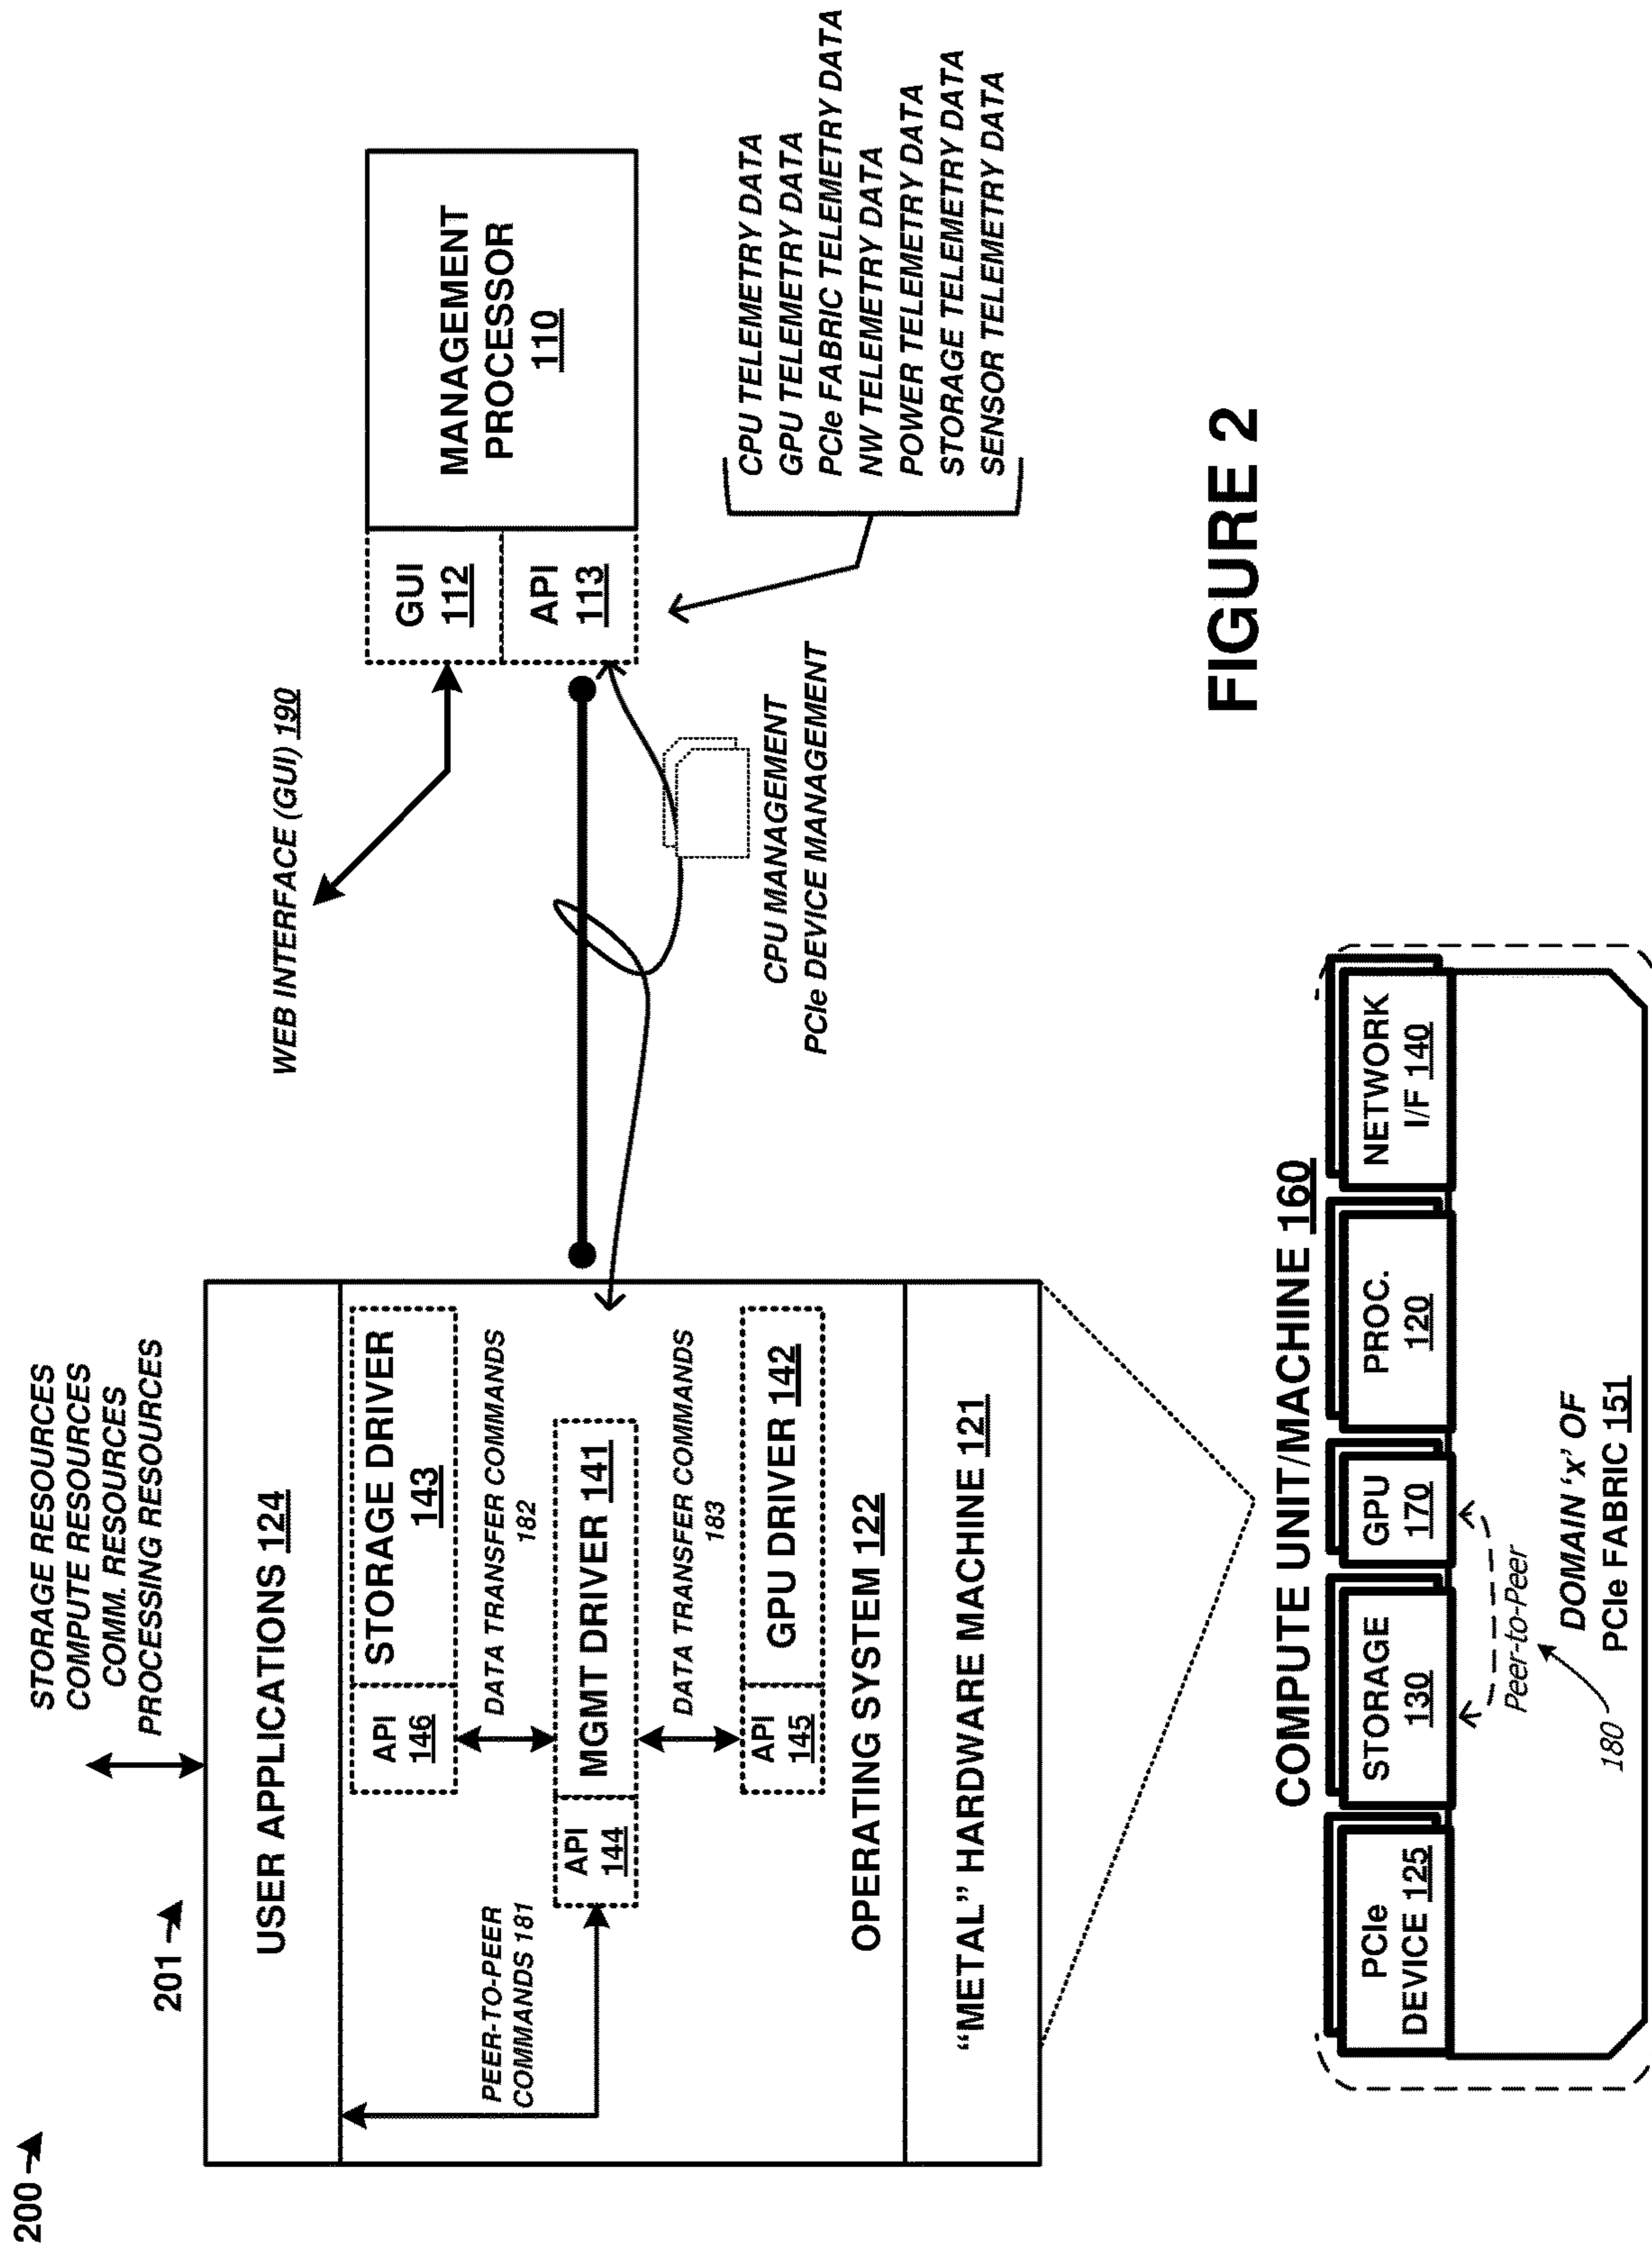 200
201
STORAGE RESOURCES
COMPUTE RESOURCES
COMM. RESOURCES
PROCESSING RESOURCES
USER APPLICATIONS 124
PEER-TO-PEER
COMMANDS 181
API
146
STORAGE DRIVER
143
DATA TRANSFER COMMANDS
182
API
144
MGMT DRIVER 141
DATA TRANSFER COMMANDS
183
API
145
GPU DRIVER 142
OPERATING SYSTEM 122
“METAL” HARDWARE MACHINE 121
WEB INTERFACE (GUI) 190
GUI
112
API
113
MANAGEMENT
PROCESSOR
110
CPU MANAGEMENT
PCIe DEVICE MANAGEMENT
CPU TELEMETRY DATA
GPU TELEMETRY DATA
PCIe FABRIC TELEMETRY DATA
NW TELEMETRY DATA
POWER TELEMETRY DATA
STORAGE TELEMETRY DATA
SENSOR TELEMETRY DATA
COMPUTE UNIT/MACHINE 160
PCIe
DEVICE 125
STORAGE
130
GPU
170
PROC.
120
NETWORK
I/F 140
Peer-to-Peer
180
DOMAIN ‘x’ OF
PCIe FABRIC 151
FIGURE 2